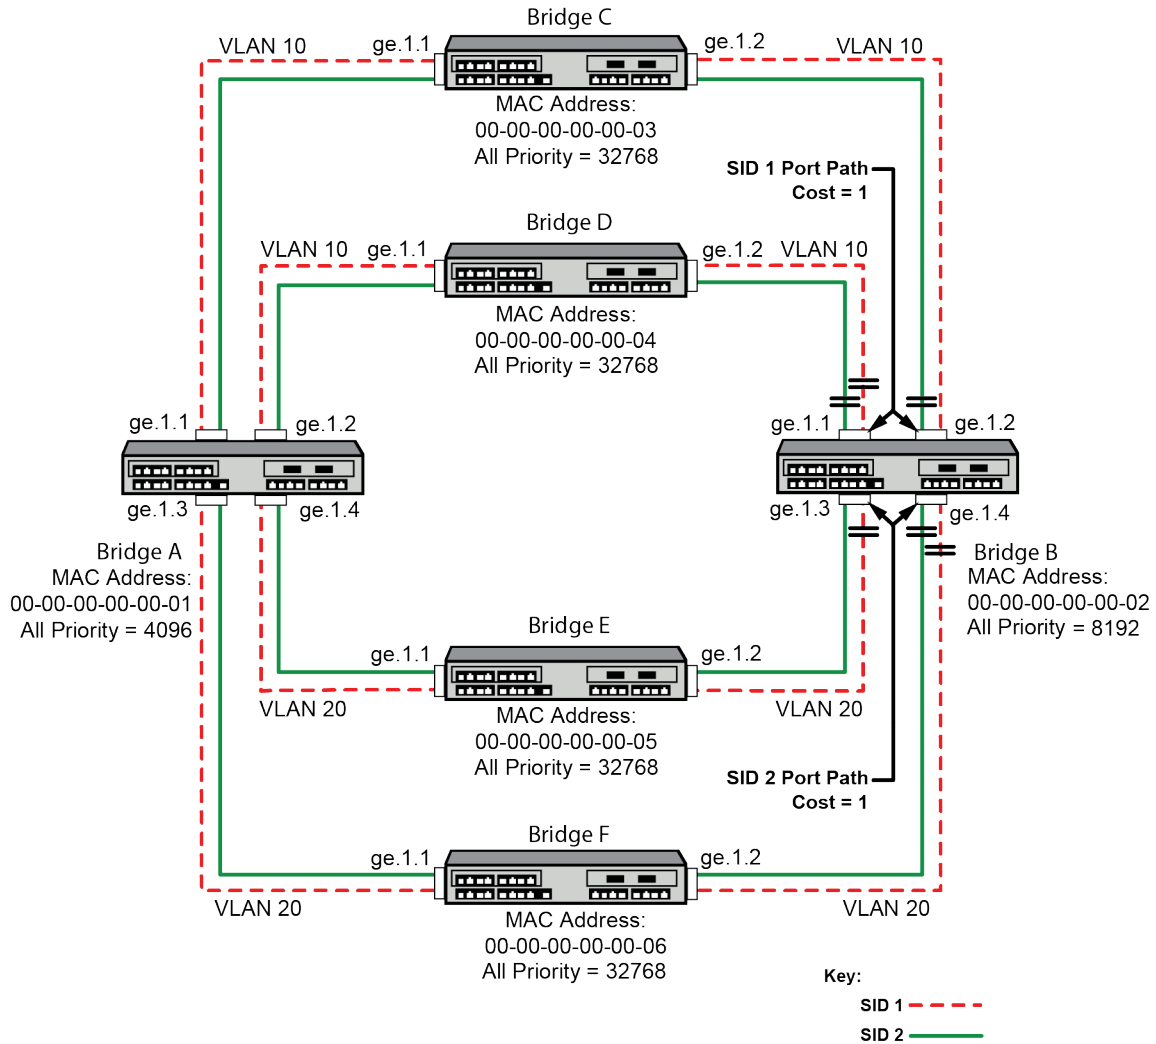 Bridge C
VLAN 10
ge.1.1
ge.1.2
VLAN 10
MAC Address:
00-00-00-00-00-03
All Priority = 32768
SID 1 Port Path
Cost = 1
Bridge D
VLAN 10
ge.1.1
ge.1.2
VLAN 10
MAC Address:
00-00-00-00-00-04
All Priority = 32768
ge.1.1
ge.1.2
ge.1.1
ge.1.2
ge.1.3
ge.1.4
ge.1.3
ge.1.4
Bridge A
MAC Address:
00-00-00-00-00-01
All Priority = 4096
Bridge B
MAC Address:
00-00-00-00-00-02
All Priority = 8192
Bridge E
ge.1.1
ge.1.2
VLAN 20
VLAN 20
MAC Address:
00-00-00-00-00-05
All Priority = 32768
SID 2 Port Path
Cost = 1
Bridge F
ge.1.1
ge.1.2
VLAN 20
VLAN 20
MAC Address:
00-00-00-00-00-06
All Priority = 32768
Key:
SID 1
SID 2